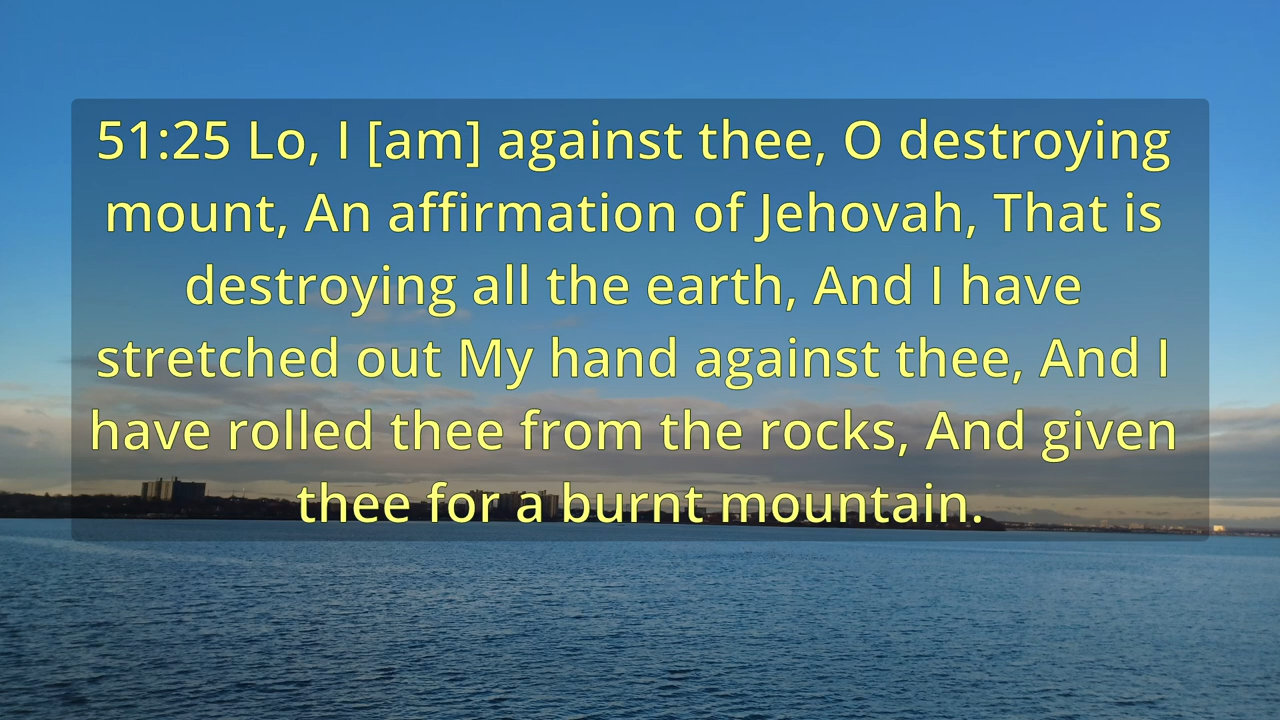 51:25 Lo, I [am] against thee, O destroying
mount, An affirmation of Jehovah, That is
destroying all the earth, And I have
stretched out My hand against thee, And I
have rolled thee from the rocks, And given
thee for a burnt mountain.